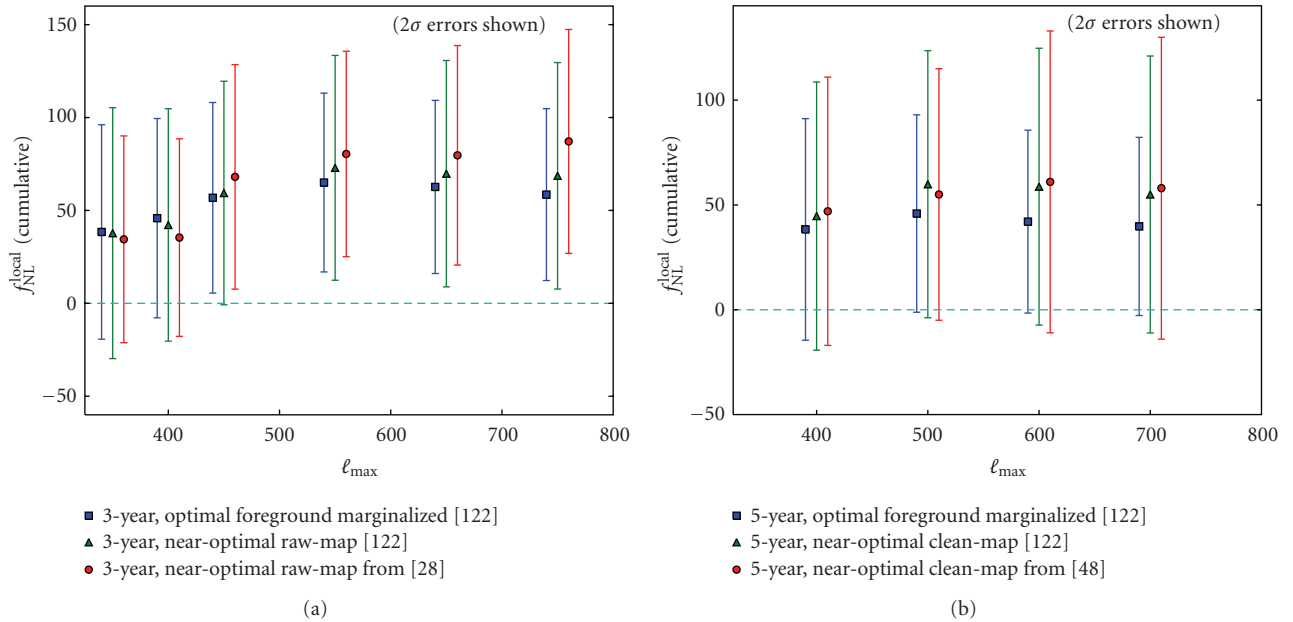 (2σ errors shown)
150
100
50
0
−50
f_NL^local (cumulative)
400 500 600 700 800
ℓmax
3-year, optimal foreground marginalized [122]
3-year, near-optimal raw-map [122]
3-year, near-optimal raw-map from [28]
(a)
(2σ errors shown)
100
50
0
−50
f_NL^local (cumulative)
400 500 600 700 800
ℓmax
5-year, optimal foreground marginalized [122]
5-year, near-optimal clean-map [122]
5-year, near-optimal clean-map from [48]
(b)